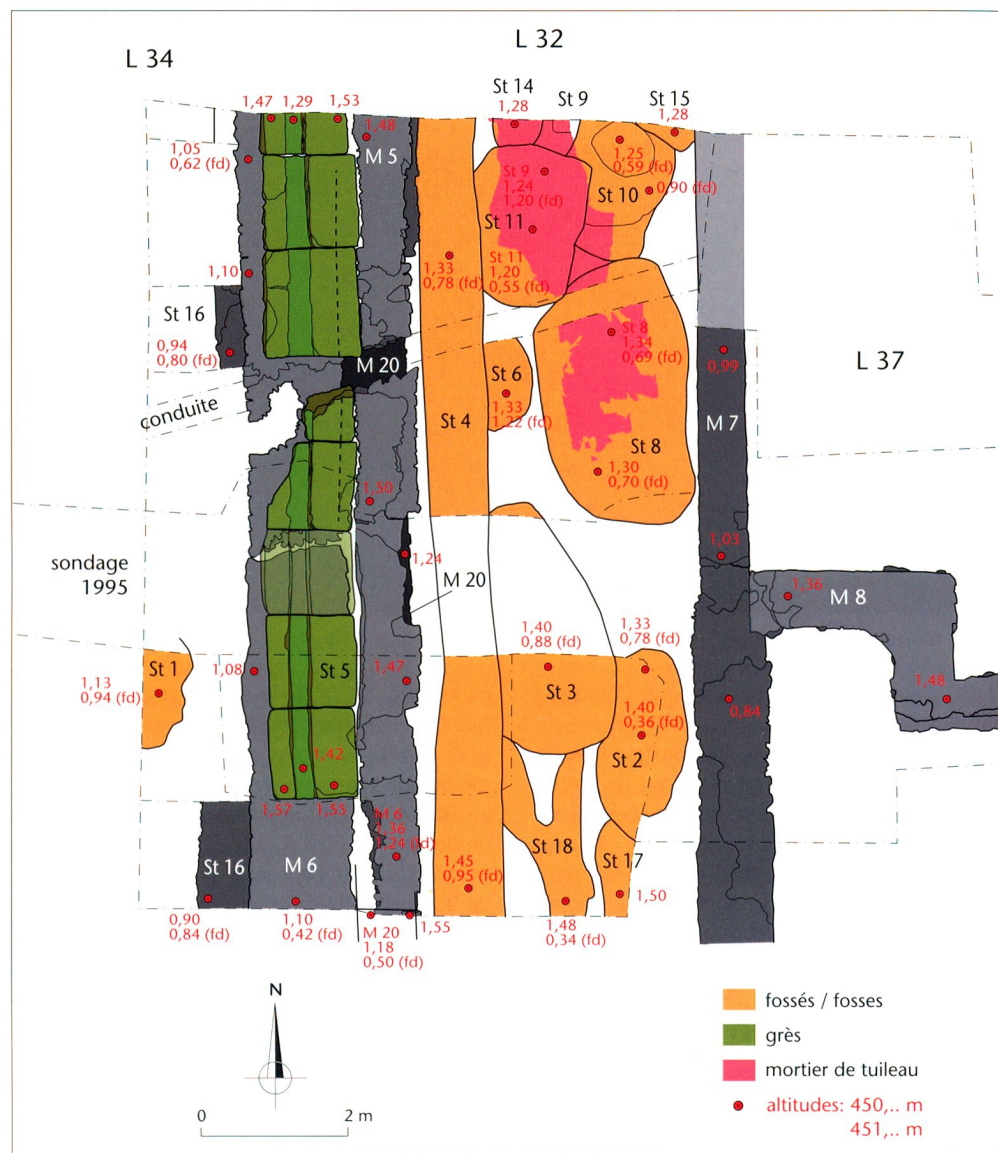 L 34
L 32
St 14
1,28
St 9
St 15
1,28
1,47
1,29
1,53
1,48
M 5
1,05
0,62 (fd)
1,25
0,59 (fd)
0,90 (fd)
St 10
St 9
1,24
1,20 (fd)
St 11
St 11
1,20
0,55 (fd)
1,10
1,33
0,78 (fd)
St 16
0,94
0,80 (fd)
M 20
St 6
1,33
1,22 (fd)
St 8
1,34
0,69 (fd)
0,99
L 37
conduite
St 4
M 7
St 8
1,30
0,70 (fd)
1,50
1,03
sondage
1995
1,24
M 20
1,36
M 8
St 1
1,13
0,94 (fd)
1,08
St 5
1,47
1,40
0,88 (fd)
1,33
0,78 (fd)
St 3
1,40
0,36 (fd)
St 2
0,84
1,48
1,42
1,57
1,55
M 6
1,36
1,24 (fd)
St 16
M 6
St 18
St 17
1,45
0,95 (fd)
1,50
0,90
0,84 (fd)
1,10
0,42 (fd)
M 20
1,18
0,50 (fd)
1,55
1,48
0,34 (fd)
N
0
2 m
fossés / fosses
grès
mortier de tuileau
altitudes: 450,.. m
451,.. m